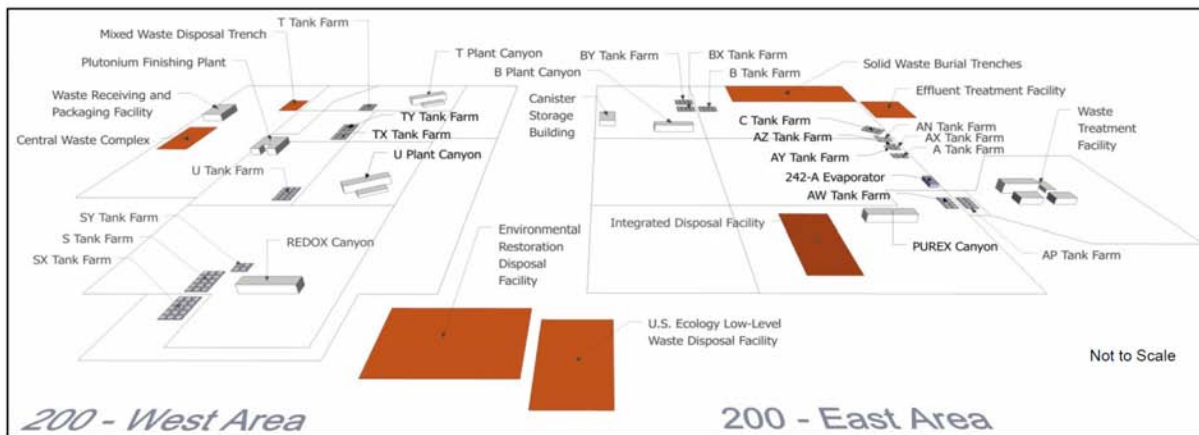 T Tank Farm
Mixed Waste Disposal Trench
Plutonium Finishing Plant
T Plant Canyon
Waste Receiving and
Packaging Facility
TY Tank Farm
TX Tank Farm
Central Waste Complex
U Plant Canyon
U Tank Farm
SY Tank Farm
S Tank Farm
REDOX Canyon
SX Tank Farm
Environmental
Restoration
Disposal
Facility
U.S. Ecology Low-Level
Waste Disposal Facility
BY Tank Farm
BX Tank Farm
B Plant Canyon
B Tank Farm
Solid Waste Burial Trenches
Canister
Storage
Building
Effluent Treatment Facility
C Tank Farm
AN Tank Farm
AZ Tank Farm
AX Tank Farm
AY Tank Farm
A Tank Farm
Waste
Treatment
Facility
242-A Evaporator
AW Tank Farm
Integrated Disposal Facility
PUREX Canyon
AP Tank Farm
Not to Scale
200 - West Area
200 - East Area